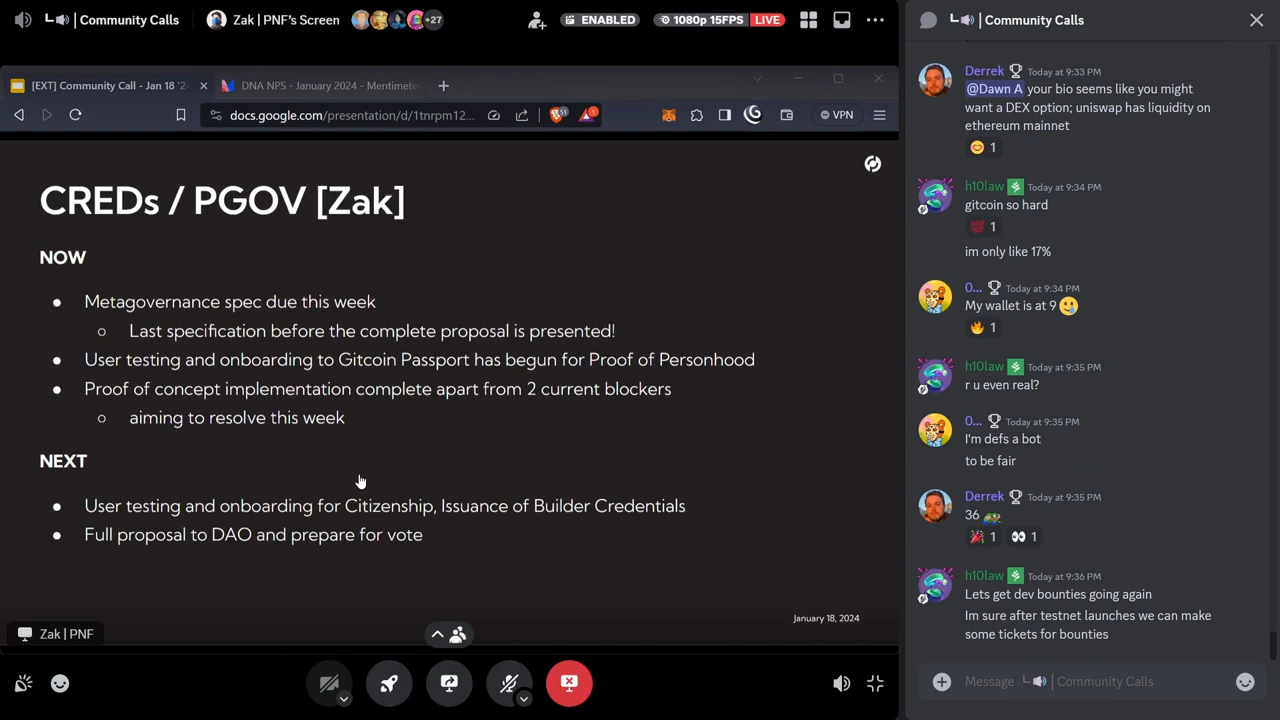 Community Calls
Zak | PNF's Screen
+27
ENABLED
1080p 15FPS
LIVE
[EXT] Community Call - Jan 18 '2
DNA NPS - January 2024 - Mentimete
docs.google.com/presentation/d/1tnrpm12...
51
1
VPN
CREDs / PGOV [Zak]
NOW
● Metagovernance spec due this week
○ Last specification before the complete proposal is presented!
● User testing and onboarding to Gitcoin Passport has begun for Proof of Personhood
● Proof of concept implementation complete apart from 2 current blockers
○ aiming to resolve this week
NEXT
● User testing and onboarding for Citizenship, Issuance of Builder Credentials
● Full proposal to DAO and prepare for vote
January 18, 2024
Zak | PNF
Community Calls
Derrek Today at 9:33 PM
@Dawn A your bio seems like you might
want a DEX option; uniswap has liquidity on
ethereum mainnet
😊 1
h10law Today at 9:34 PM
gitcoin so hard
💯 1
im only like 17%
0... Today at 9:34 PM
My wallet is at 9 🥲
🔥 1
h10law Today at 9:35 PM
r u even real?
0... Today at 9:35 PM
I'm defs a bot
to be fair
Derrek Today at 9:35 PM
36
🎉 1 👀 1
h10law Today at 9:36 PM
Lets get dev bounties going again
Im sure after testnet launches we can make
some tickets for bounties
Message Community Calls